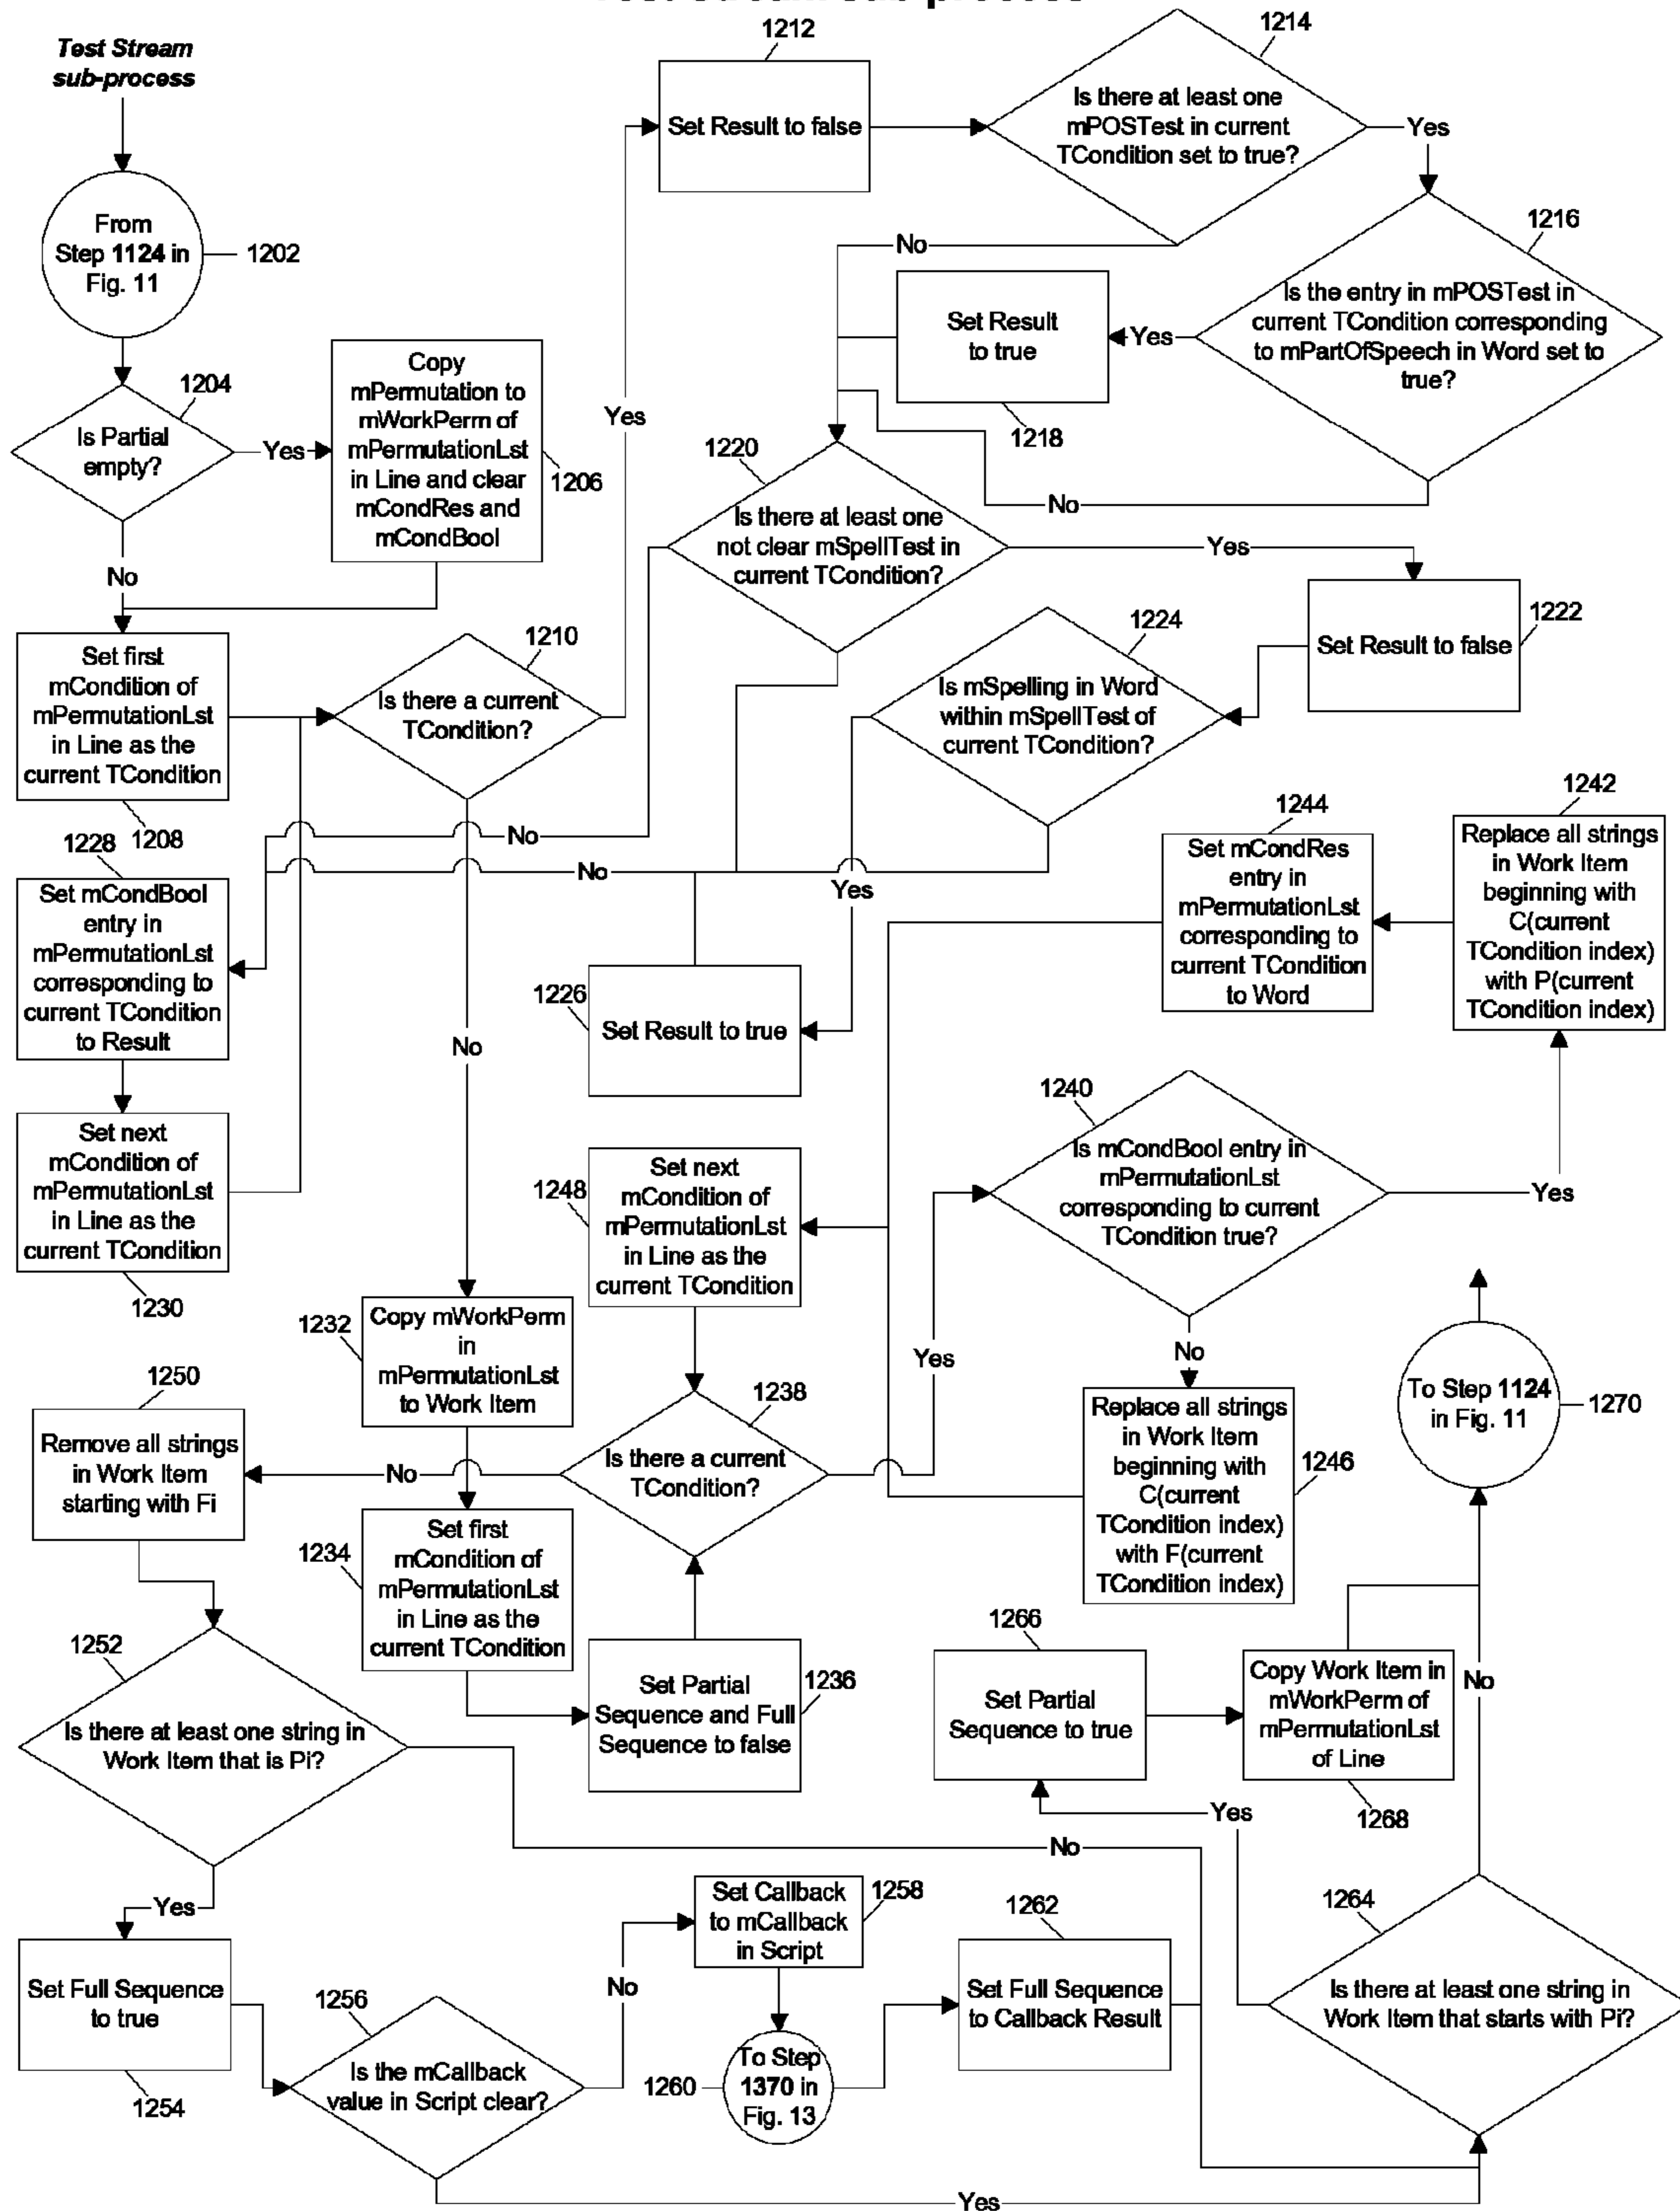 Test Stream sub-process
Test Stream
sub-process
From
Step 1124 in
Fig. 11
1202
Is Partial
empty?
1204
Yes
No
Copy
mPermutation to
mWorkPerm of
mPermutationLst
in Line and clear
mCondRes and
mCondBool
1206
Set first
mCondition of
mPermutationLst
in Line as the
current TCondition
1208
Is there a current
TCondition?
1210
Yes
No
Set Result to false
1212
Is there at least one
mPOSTest in current
TCondition set to true?
1214
Yes
No
Is the entry in mPOSTest in
current TCondition corresponding
to mPartOfSpeech in Word set to
true?
1216
Yes
No
Set Result
to true
1218
Is there at least one
not clear mSpellTest in
current TCondition?
1220
Yes
No
Set Result to false
1222
Is mSpelling in Word
within mSpellTest of
current TCondition?
1224
No
Yes
Set Result to true
1226
Set mCondBool
entry in
mPermutationLst
corresponding to
current TCondition
to Result
1228
Set next
mCondition of
mPermutationLst
in Line as the
current TCondition
1230
Copy mWorkPerm
in
mPermutationLst
to Work Item
1232
Set first
mCondition of
mPermutationLst
in Line as the
current TCondition
1234
Set Partial
Sequence and Full
Sequence to false
1236
Is there a current
TCondition?
1238
Yes
No
Is mCondBool entry in
mPermutationLst
corresponding to current
TCondition true?
1240
Yes
No
Replace all strings
in Work Item
beginning with
C(current
TCondition index)
with P(current
TCondition index)
1242
Set mCondRes
entry in
mPermutationLst
corresponding to
current TCondition
to Word
1244
Replace all strings
in Work Item
beginning with
C(current
TCondition index)
with F(current
TCondition index)
1246
Set next
mCondition of
mPermutationLst
in Line as the
current TCondition
1248
Remove all strings
in Work Item
starting with Fi
1250
Is there at least one string in
Work Item that is Pi?
1252
Yes
No
Set Full Sequence
to true
1254
Is the mCallback
value in Script clear?
1256
No
Yes
Set Callback
to mCallback
in Script
1258
To Step
1370 in
Fig. 13
1260
Set Full Sequence
to Callback Result
1262
Is there at least one string in
Work Item that starts with Pi?
1264
Yes
No
Set Partial
Sequence to true
1266
Copy Work Item in
mWorkPerm of
mPermutationLst
of Line
1268
To Step 1124
in Fig. 11
1270